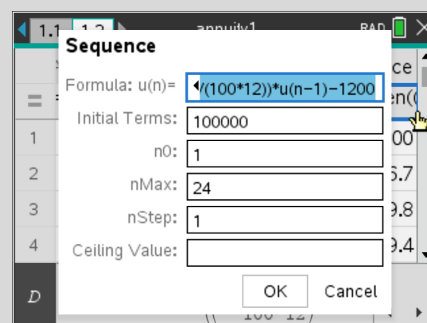 1.1 1.2 annuity1 RAD
Sequence
Formula: u(n)= /(100*12))*u(n−1)−1200
Initial Terms: 100000
n0: 1
nMax: 24
nStep: 1
Ceiling Value:
OK Cancel
ce
= en((
1 00
2 6.7
3 9.8
4 9.4
D 100 12